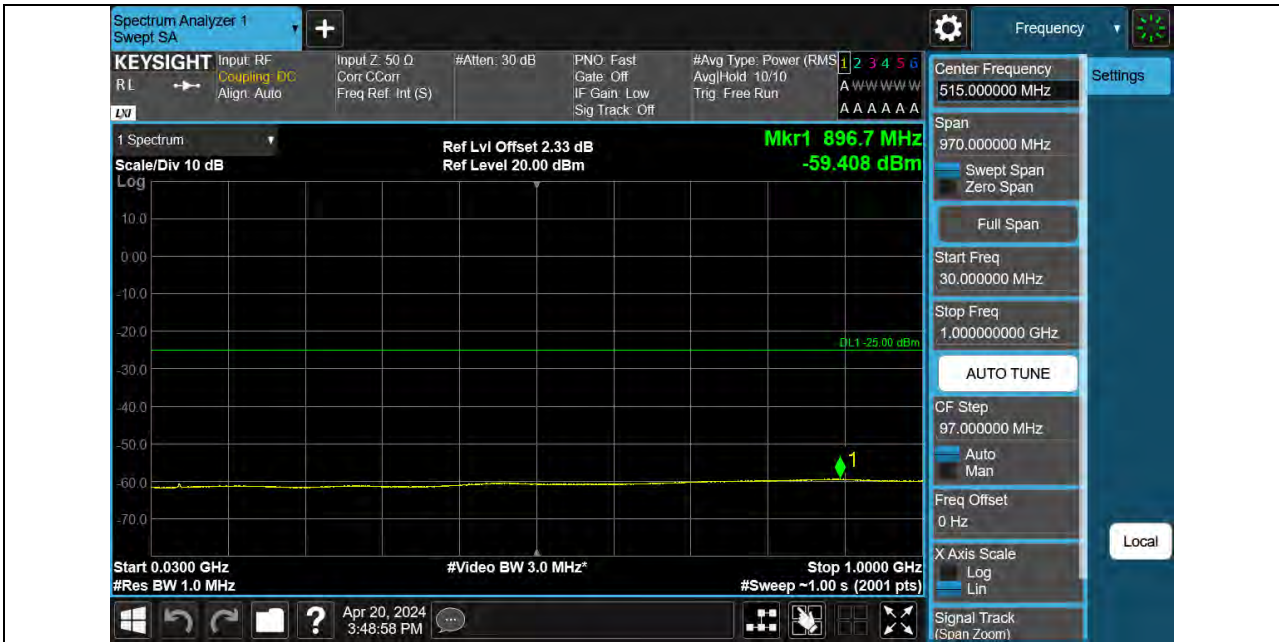 Spectrum Analyzer 1
Swept SA
+
Frequency
KEYSIGHT
RL
LXI
Input: RF
Coupling: DC
Align: Auto
Input Z: 50 Ω
Corr CCorr
Freq Ref: Int (S)
#Atten: 30 dB
PNO: Fast
Gate: Off
IF Gain: Low
Sig Track: Off
#Avg Type: Power (RMS
Avg|Hold: 10/10
Trig: Free Run
1 2 3 4 5 6
A W W W W W
A A A A A A
1 Spectrum
Scale/Div 10 dB
Ref Lvl Offset 2.33 dB
Ref Level 20.00 dBm
Mkr1 896.7 MHz
-59.408 dBm
Log
10.0
0.00
-10.0
-20.0
DL1 -25.00 dBm
-30.0
-40.0
-50.0
1
-60.0
-70.0
Start 0.0300 GHz
#Video BW 3.0 MHz*
Stop 1.0000 GHz
#Res BW 1.0 MHz
#Sweep ~1.00 s (2001 pts)
Center Frequency
515.000000 MHz
Settings
Span
970.000000 MHz
Swept Span
Zero Span
Full Span
Start Freq
30.000000 MHz
Stop Freq
1.000000000 GHz
AUTO TUNE
CF Step
97.000000 MHz
Auto
Man
Freq Offset
0 Hz
X Axis Scale
Log
Lin
Local
Signal Track
(Span Zoom)
?
Apr 20, 2024
3:48:58 PM